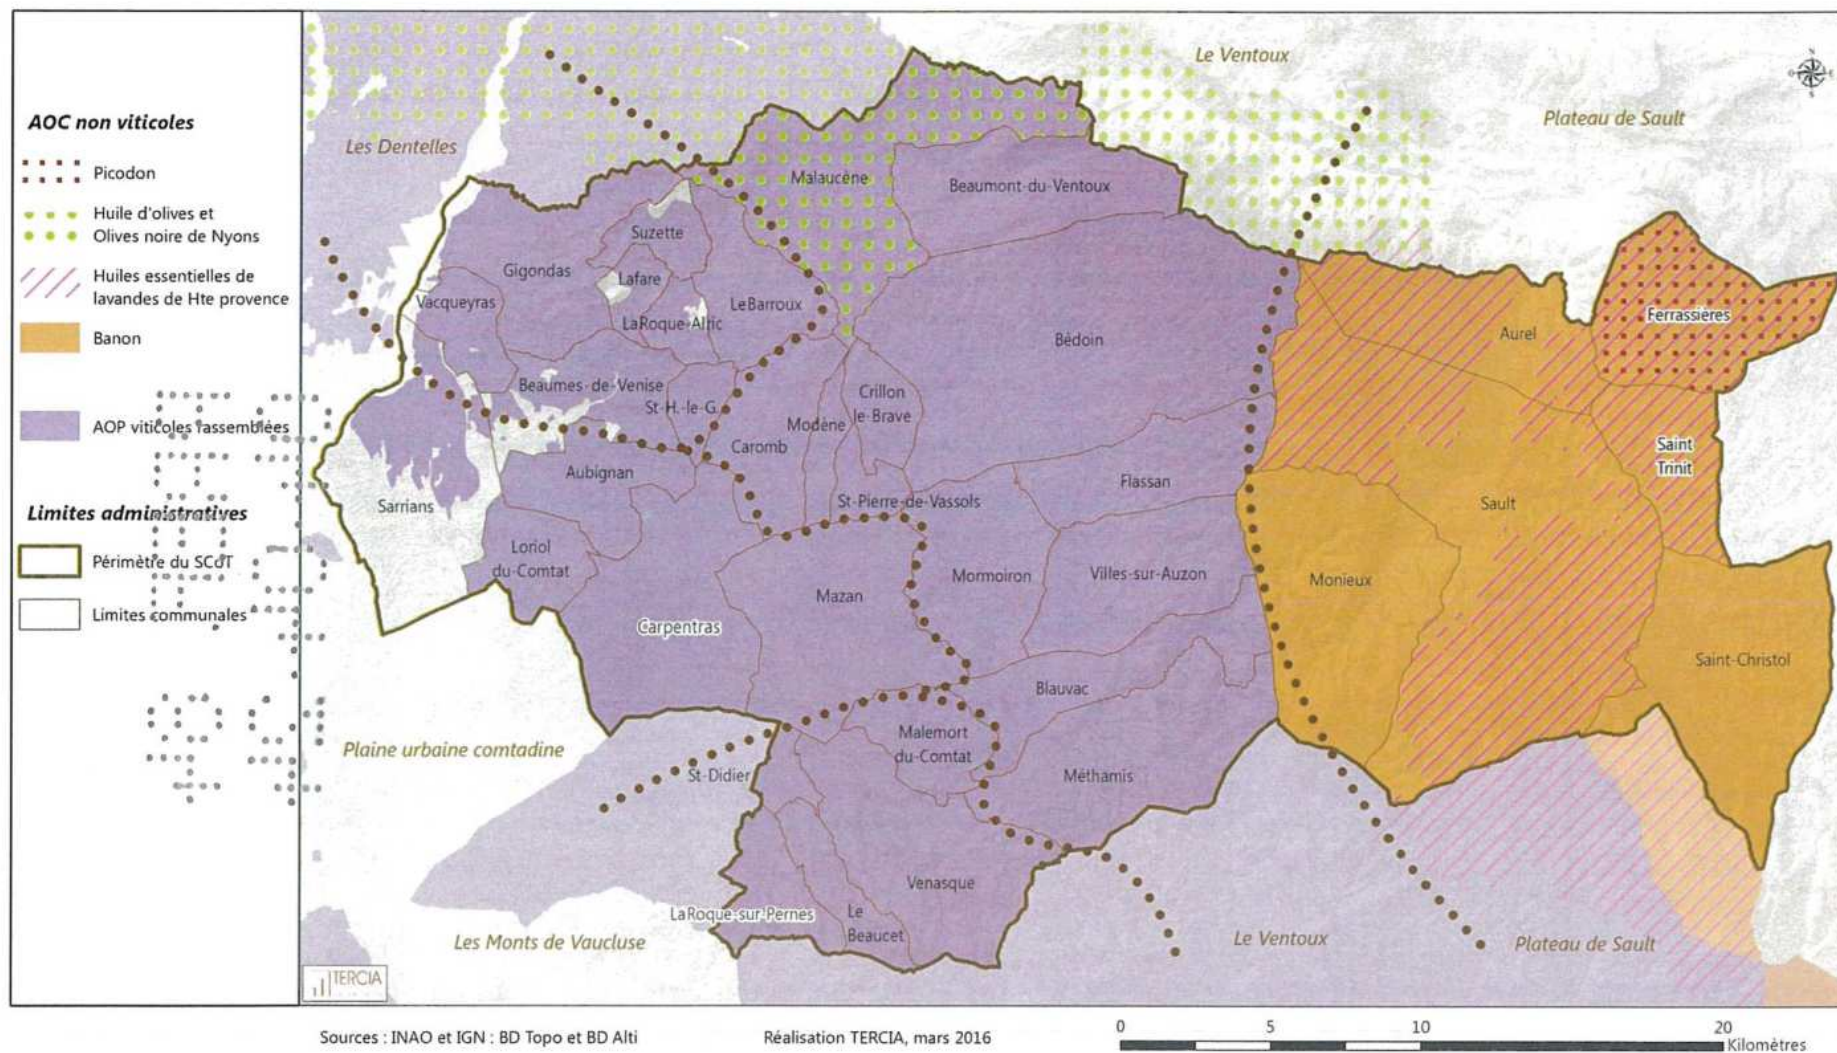 AOC non viticoles
Picodon
Huile d'olives et
Olives noire de Nyons
Huiles essentielles de
lavandes de Hte provence
Banon
AOP viticoles rassemblées
Limites administratives
Périmètre du SCoT
Limites communales
Le Ventoux
Plateau de Sault
Les Dentelles
Malaucène
Beaumont-du-Ventoux
Suzette
Gigondas
Lafare
Vacqueyras
Le Barroux
La Roque-Alric
Ferrassières
Aurel
Bédoin
Beaumes-de-Venise
Crillon
le-Brave
St-H.-le-G.
Modène
Caromb
Saint
Trinit
Aubignan
Flassan
Sarrians
St-Pierre-de-Vassols
Sault
Loriol
du-Comtat
Mormoiron
Villes-sur-Auzon
Monieux
Mazan
Carpentras
Saint-Christol
Blauvac
Malemort
du-Comtat
Plaine urbaine comtadine
St-Didier
Méthamis
Venasque
La Roque-sur-Pernes
Le
Beaucet
Les Monts de Vaucluse
Le Ventoux
Plateau de Sault
TERCIA
Sources : INAO et IGN : BD Topo et BD Alti
Réalisation TERCIA, mars 2016
0 5 10 20
Kilomètres